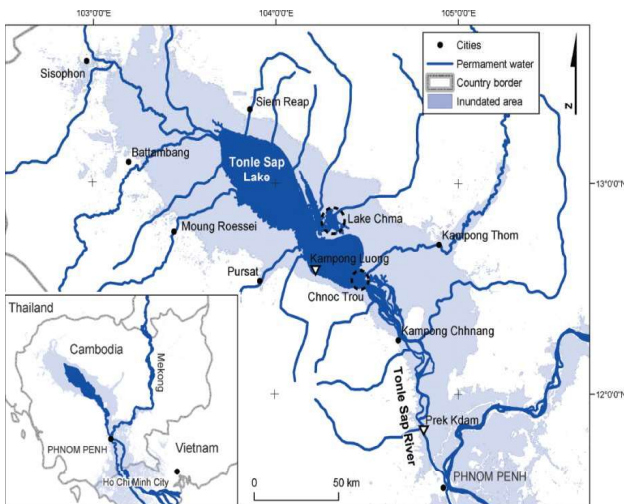 103°0'0"E
104°0'0"E
105°0'0"E
Cities
Permament water
Country border
Inundated area
N
Sisophon
Siem Reap
Battambang
Tonle Sap
Lake
13°0'0"N
Lake Chma
Moung Roessei
Kampong Thom
Kampong Luong
Pursat
Chnoc Trou
Kampong Chhnang
12°0'0"N
Tonle Sap River
Prek Kdam
PHNOM PENH
0 50 km
Thailand
Cambodia
Mekong
PHNOM PENH
Vietnam
Ho Chi Minh City